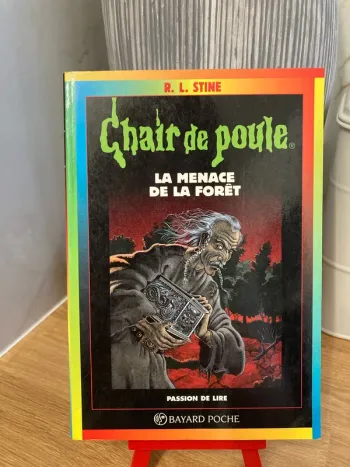 R. L. STINE
Chair de poule®
LA MENACE
DE LA FORÊT
PASSION DE LIRE
BAYARD POCHE